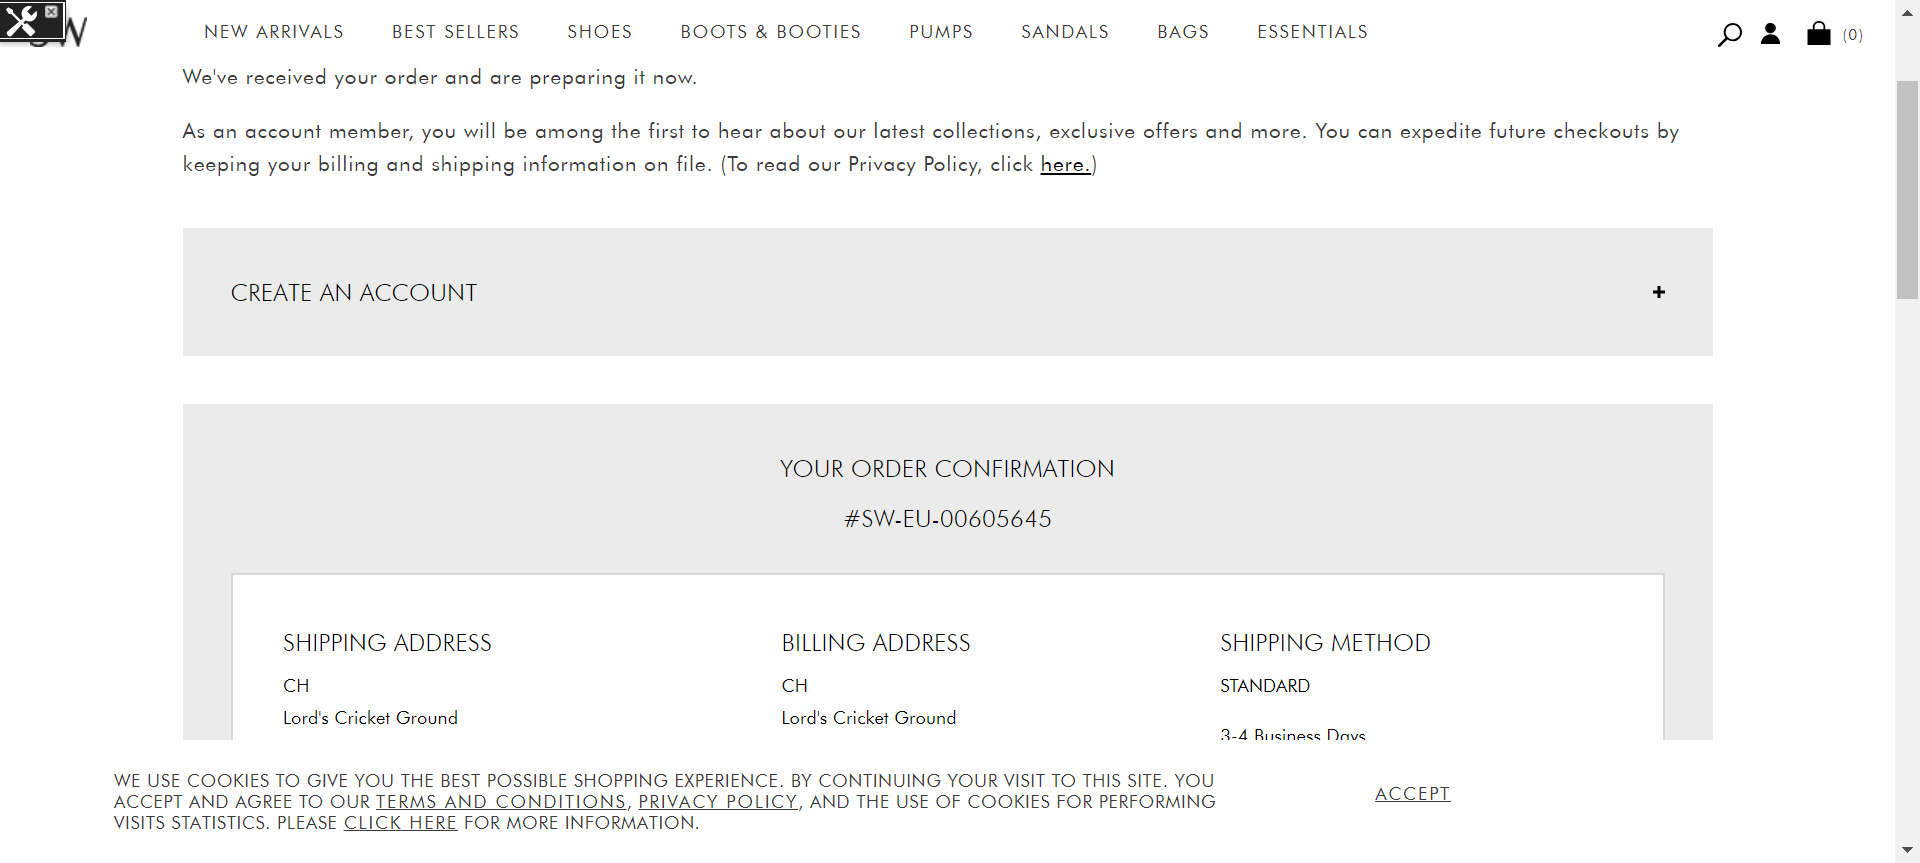 SW
NEW ARRIVALS BEST SELLERS SHOES BOOTS & BOOTIES PUMPS SANDALS BAGS ESSENTIALS (0)
We've received your order and are preparing it now.
As an account member, you will be among the first to hear about our latest collections, exclusive offers and more. You can expedite future checkouts by
keeping your billing and shipping information on file. (To read our Privacy Policy, click here.)
CREATE AN ACCOUNT +
YOUR ORDER CONFIRMATION
#SW-EU-00605645
SHIPPING ADDRESS BILLING ADDRESS SHIPPING METHOD
CH CH STANDARD
Lord's Cricket Ground Lord's Cricket Ground
3-4 Business Days
WE USE COOKIES TO GIVE YOU THE BEST POSSIBLE SHOPPING EXPERIENCE. BY CONTINUING YOUR VISIT TO THIS SITE. YOU
ACCEPT AND AGREE TO OUR TERMS AND CONDITIONS, PRIVACY POLICY, AND THE USE OF COOKIES FOR PERFORMING
VISITS STATISTICS. PLEASE CLICK HERE FOR MORE INFORMATION.
ACCEPT